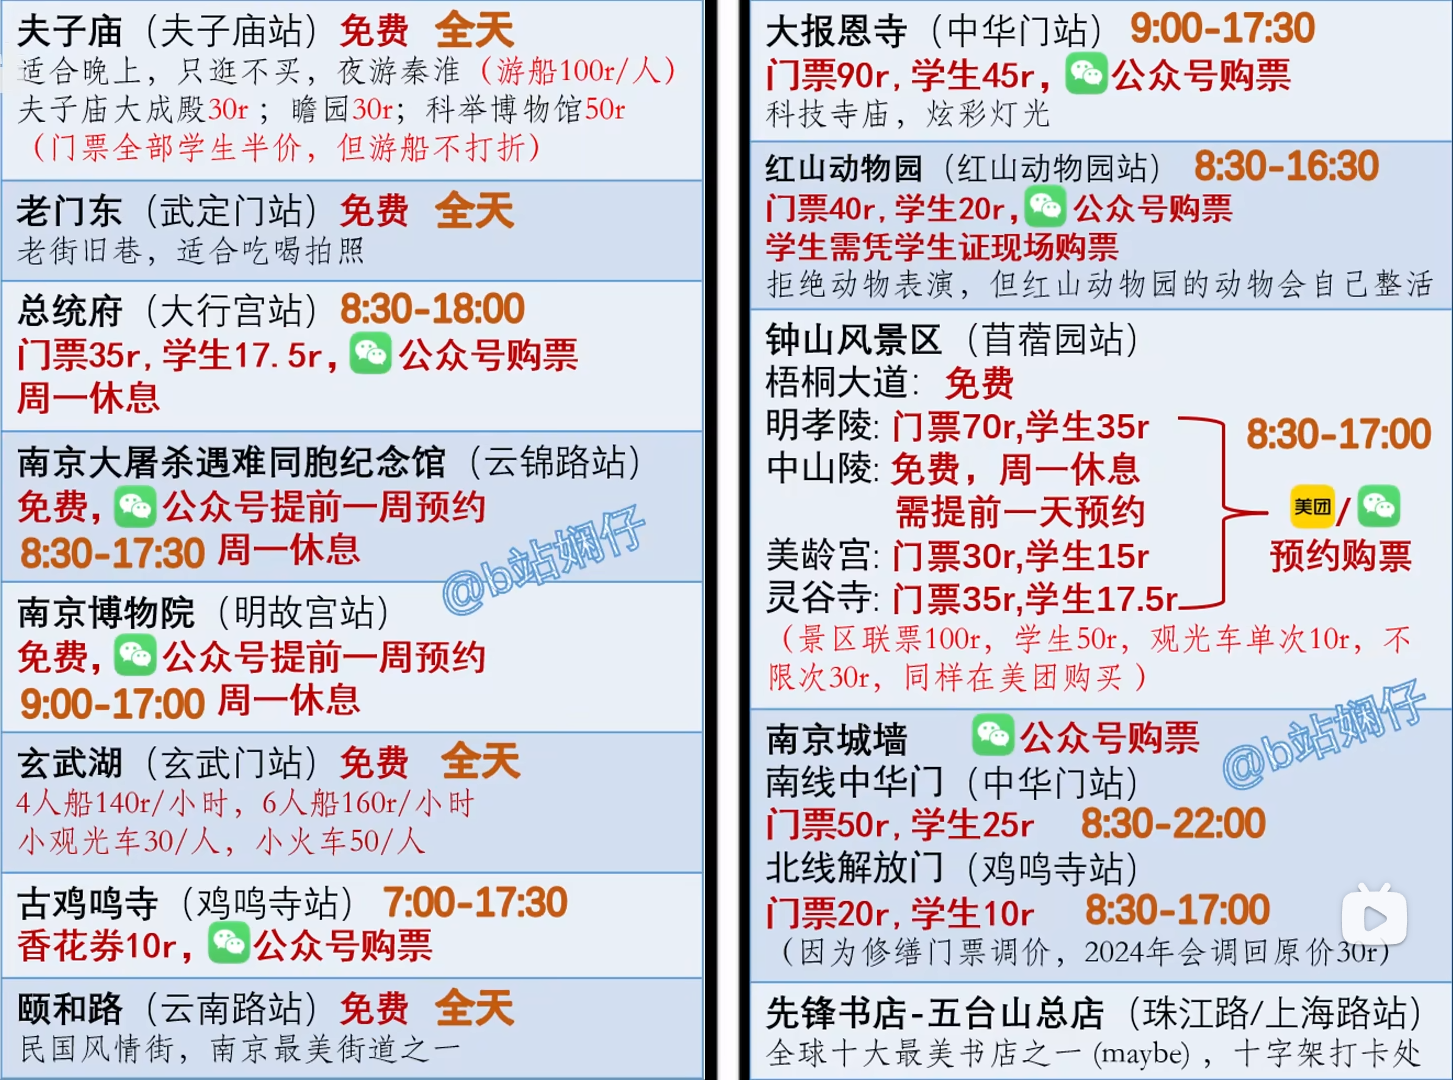 夫子庙（夫子庙站）免费 全天
适合晚上，只逛不买，夜游秦淮（游船100r/人）
夫子庙大成殿30r；瞻园30r；科举博物馆50r
（门票全部学生半价，但游船不打折）
老门东（武定门站）免费 全天
老街旧巷，适合吃喝拍照
总统府（大行宫站）8:30-18:00
门票35r,学生17.5r，公众号购票
周一休息
南京大屠杀遇难同胞纪念馆（云锦路站）
免费，公众号提前一周预约
8:30-17:30 周一休息
@b站娴仔
南京博物院（明故宫站）
免费，公众号提前一周预约
9:00-17:00 周一休息
玄武湖（玄武门站）免费 全天
4人船140r/小时，6人船160r/小时
小观光车30/人，小火车50/人
古鸡鸣寺（鸡鸣寺站）7:00-17:30
香花券10r，公众号购票
颐和路（云南路站）免费 全天
民国风情街，南京最美街道之一
大报恩寺（中华门站）9:00-17:30
门票90r,学生45r，公众号购票
科技寺庙，炫彩灯光
红山动物园（红山动物园站）8:30-16:30
门票40r,学生20r，公众号购票
学生需凭学生证现场购票
拒绝动物表演，但红山动物园的动物会自己整活
钟山风景区（苜蓿园站）
梧桐大道：免费
明孝陵：门票70r,学生35r
中山陵：免费，周一休息
需提前一天预约
美龄宫：门票30r,学生15r
灵谷寺：门票35r,学生17.5r
8:30-17:00
美团/
预约购票
（景区联票100r，学生50r，观光车单次10r，不
限次30r，同样在美团购买）
南京城墙 公众号购票
@b站娴仔
南线中华门（中华门站）
门票50r,学生25r 8:30-22:00
北线解放门（鸡鸣寺站）
门票20r,学生10r 8:30-17:00
（因为修缮门票调价，2024年会调回原价30r）
先锋书店-五台山总店（珠江路/上海路站）
全球十大最美书店之一 (maybe)，十字架打卡处